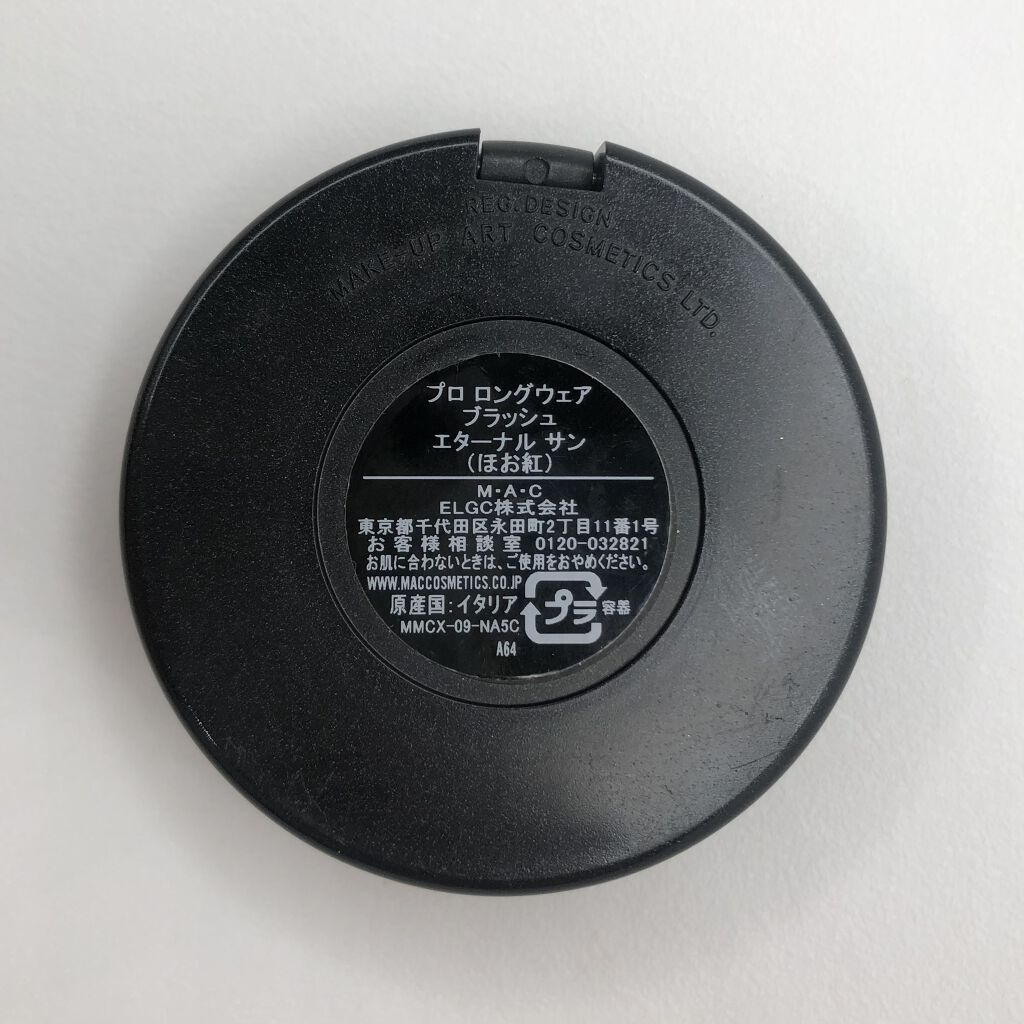 REG. DESIGN
MAKE-UP ART COSMETICS LTD.
プロ ロングウェア
ブラッシュ
エターナル サン
(ほお紅)
M・A・C
ELGC株式会社
東京都千代田区永田町2丁目11番1号
お客様相談室 0120-032821
お肌に合わないときは、ご使用をおやめください。
WWW.MACCOSMETICS.CO.JP
プラ 容器
原産国:イタリア
MMCX-09-NA5C
A64